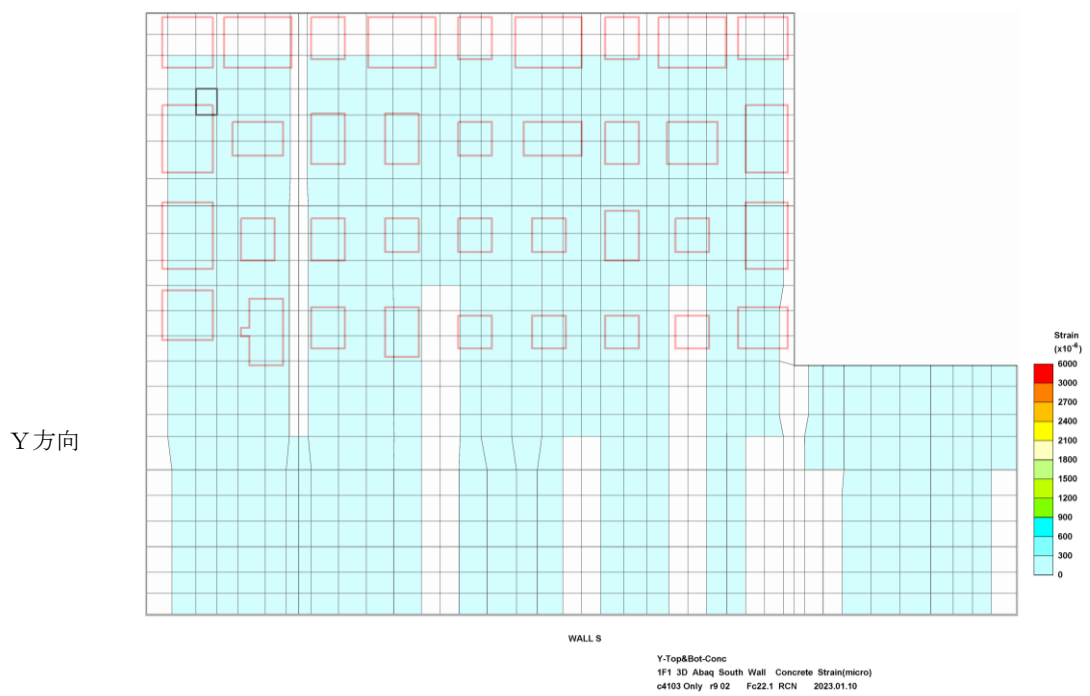 Strain
(x10⁻⁶)
6000
3000
2700
2400
2100
1800
1500
1200
900
600
300
0
Ｙ方向
WALL S
Y-Top&Bot-Conc
1F1 3D Abaq South Wall Concrete Strain(micro)
c4103 Only r9 02 Fc22.1 RCN 2023.01.10